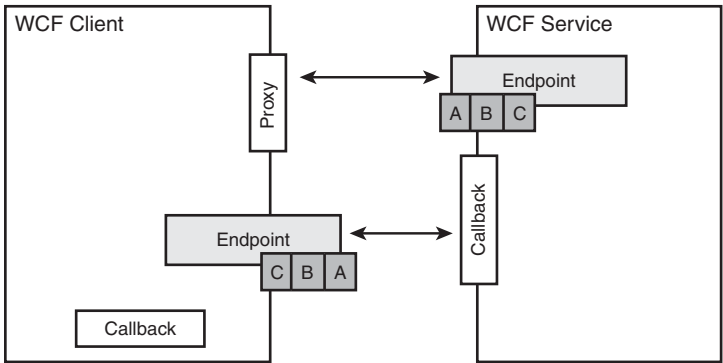 WCF Client
WCF Service
Proxy
Endpoint
A B C
Callback
Endpoint
C B A
Callback